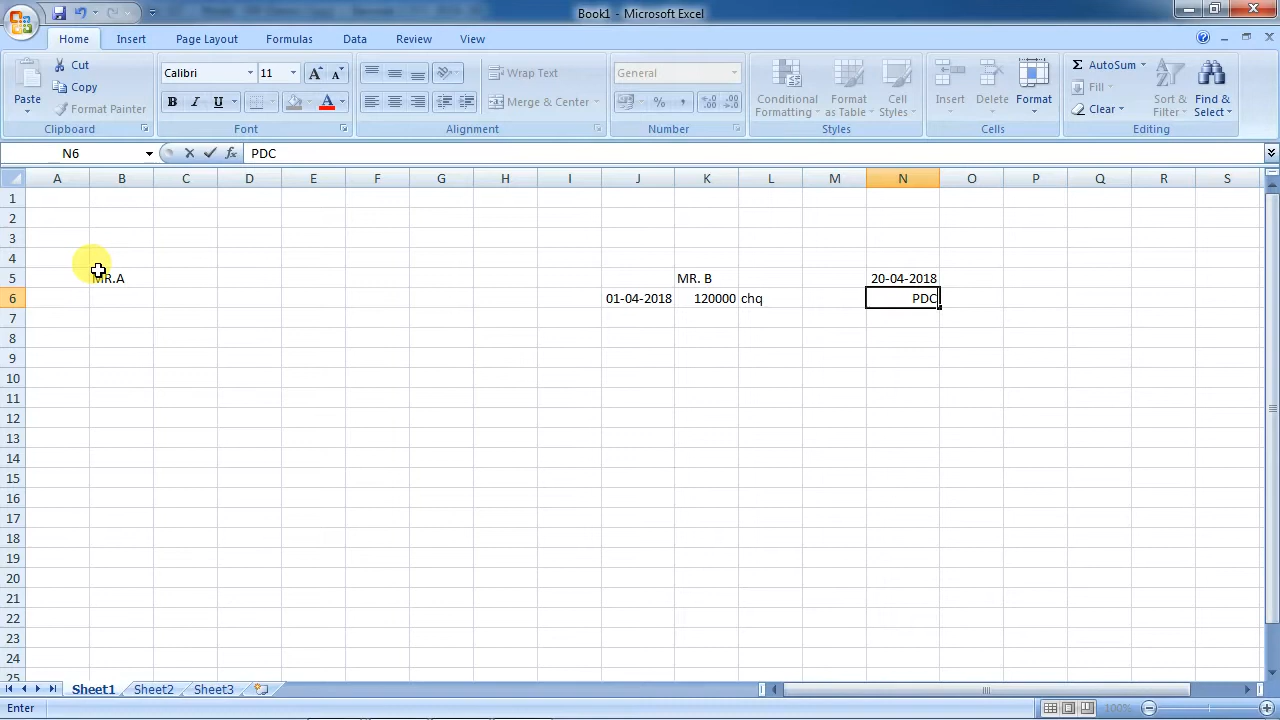 Book1 - Microsoft Excel
Home Insert Page Layout Formulas Data Review View
Paste
Cut
Copy
Format Painter
Clipboard
Calibri 11
B I U
Font
Wrap Text
Merge & Center
Alignment
General
%
Number
Conditional Formatting
Format as Table
Cell Styles
Styles
Insert
Delete
Format
Cells
AutoSum
Fill
Clear
Sort & Filter
Find & Select
Editing
N6 fx PDC
A B C D E F G H I J K L M N O P Q R S
1
2
3
4
5 MR.A MR. B 20-04-2018
6 01-04-2018 120000 chq PDC
7
8
9
10
11
12
13
14
15
16
17
18
19
20
21
22
23
24
25
Sheet1 Sheet2 Sheet3
Enter 100%